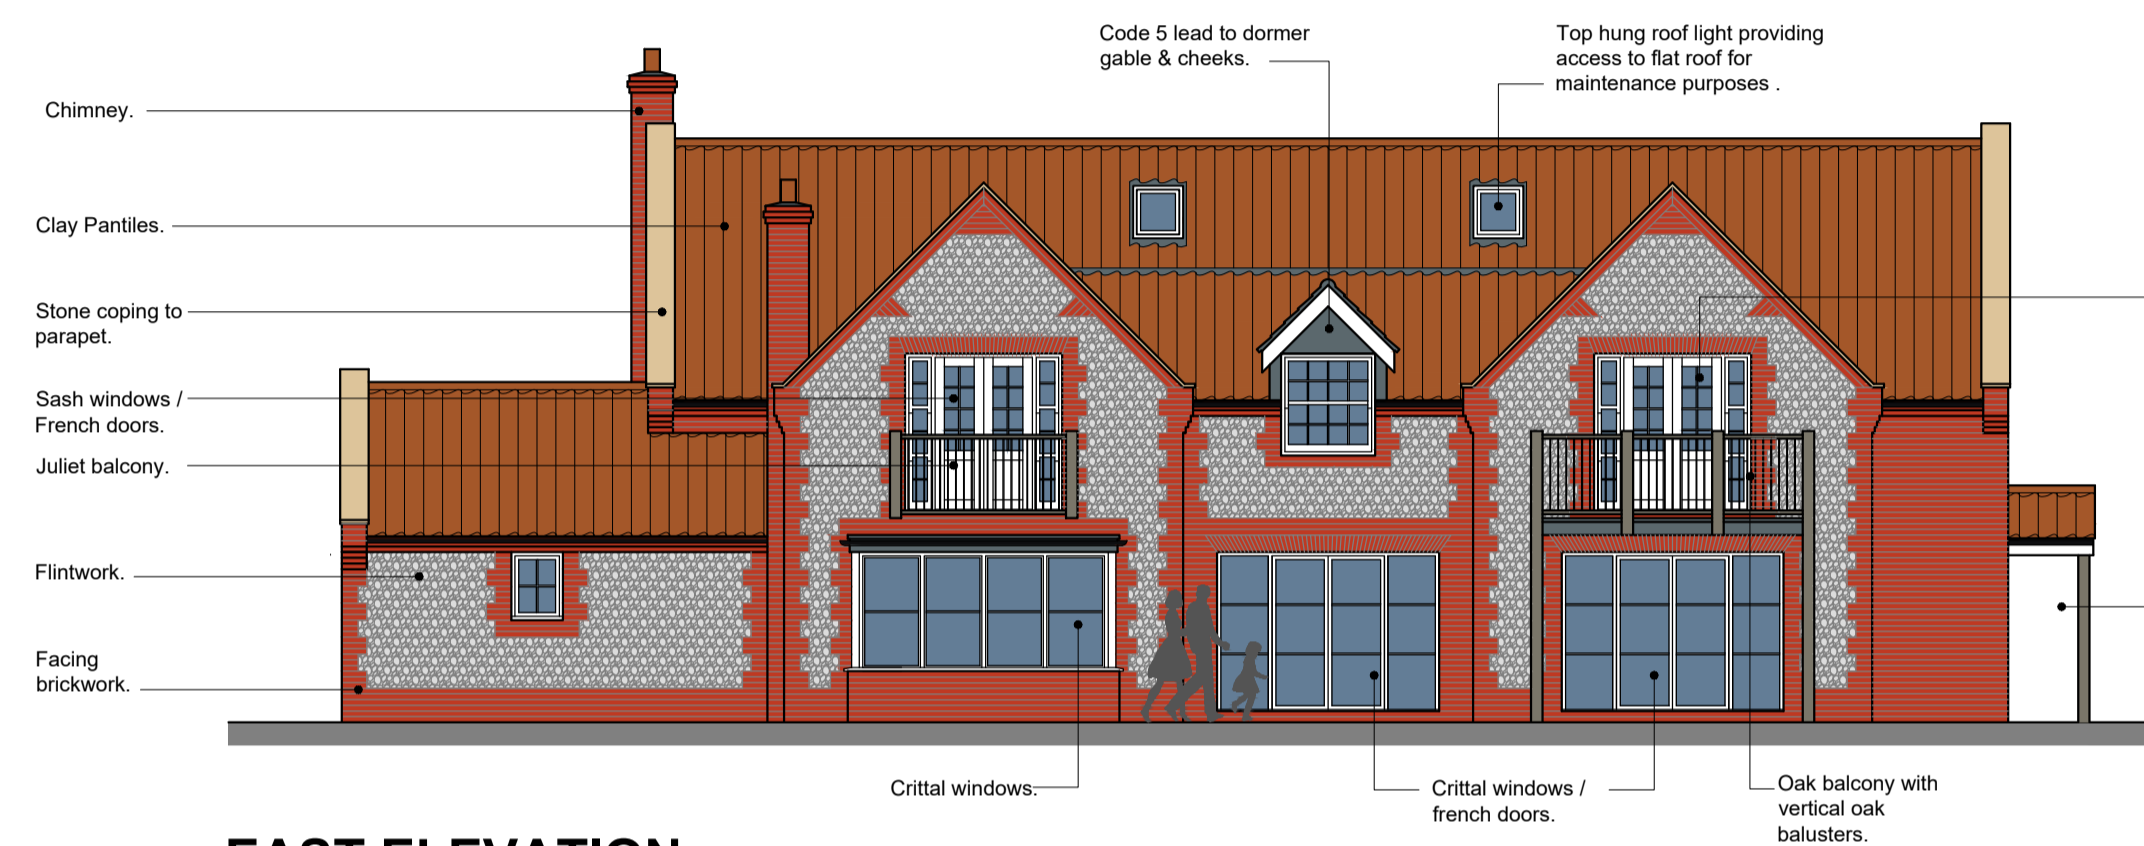 Code 5 lead to dormer
gable & cheeks.
Top hung roof light providing
access to flat roof for
maintenance purposes .
Chimney.
Clay Pantiles.
Stone coping to
parapet.
Sash windows /
French doors.
Juliet balcony.
Flintwork.
Facing
brickwork.
Crittal windows.
Crittal windows /
french doors.
Oak balcony with
vertical oak
balusters.
EAST ELEVATION